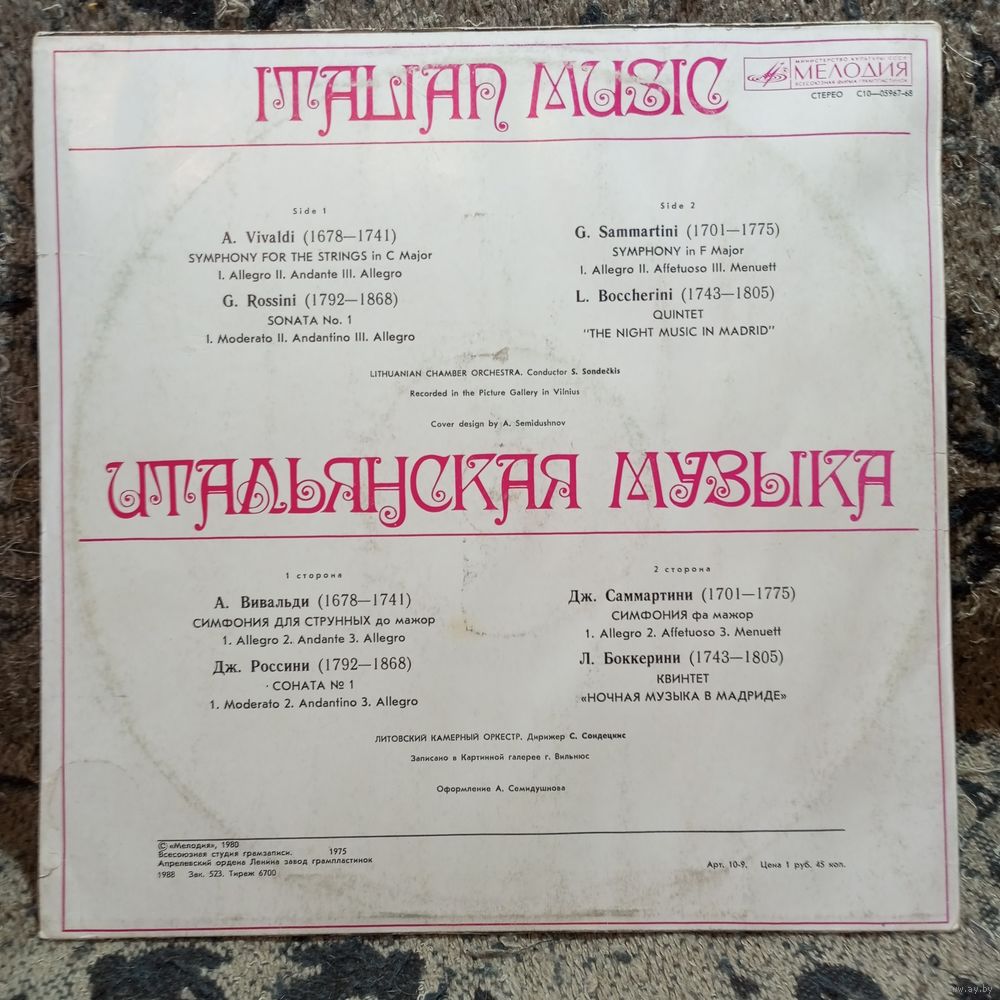 ITALIAN MUSIC
МИНИСТЕРСТВО КУЛЬТУРЫ СССР
МЕЛОДИЯ
ВСЕСОЮЗНАЯ ФИРМА ГРАМПЛАСТИНОК
СТЕРЕО С10—05967-68
Side 1
A. Vivaldi (1678—1741)
SYMPHONY FOR THE STRINGS in C Major
I. Allegro II. Andante III. Allegro
G. Rossini (1792—1868)
SONATA No. 1
I. Moderato II. Andantino III. Allegro
Side 2
G. Sammartini (1701—1775)
SYMPHONY in F Major
I. Allegro II. Affetuoso III. Menuett
L. Boccherini (1743—1805)
QUINTET
"THE NIGHT MUSIC IN MADRID"
LITHUANIAN CHAMBER ORCHESTRA. Conductor S. Sondečkis
Recorded in the Picture Gallery in Vilnius
Cover design by A. Semidushnov
ИТАЛЬЯНСКАЯ МУЗЫКА
1 сторона
А. Вивальди (1678—1741)
СИМФОНИЯ ДЛЯ СТРУННЫХ до мажор
1. Allegro 2. Andante 3. Allegro
Дж. Россини (1792—1868)
СОНАТА № 1
1. Moderato 2. Andantino 3. Allegro
2 сторона
Дж. Саммартини (1701—1775)
СИМФОНИЯ фа мажор
1. Allegro 2. Affetuoso 3. Menuett
Л. Боккерини (1743—1805)
КВИНТЕТ
«НОЧНАЯ МУЗЫКА В МАДРИДЕ»
ЛИТОВСКИЙ КАМЕРНЫЙ ОРКЕСТР. Дирижер С. Сондецкис
Записано в Картинной галерее г. Вильнюс
Оформление А. Семидушнова
© «Мелодия», 1980
Всесоюзная студия грамзаписи. 1975
Апрелевский ордена Ленина завод грампластинок
1988 Зак. 523. Тираж 6700
Арт. 10-9. Цена 1 руб. 45 коп.